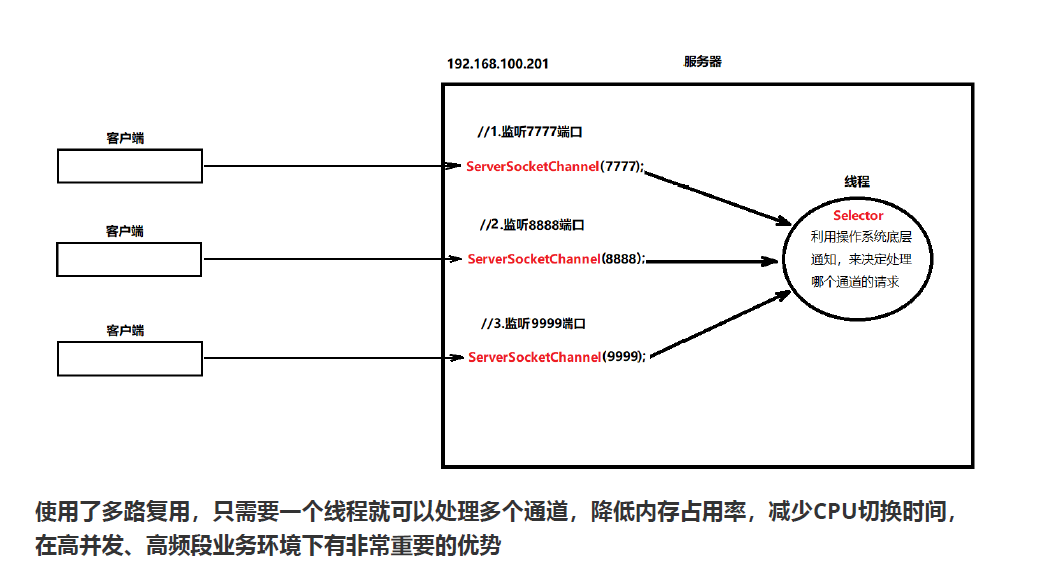 192.168.100.201
服务器
客户端
//1.监听7777端口
ServerSocketChannel(7777);
线程
Selector
利用操作系统底层
通知，来决定处理
哪个通道的请求
客户端
//2.监听8888端口
ServerSocketChannel(8888);
客户端
//3.监听9999端口
ServerSocketChannel(9999);
使用了多路复用，只需要一个线程就可以处理多个通道，降低内存占用率，减少CPU切换时间，
在高并发、高频段业务环境下有非常重要的优势